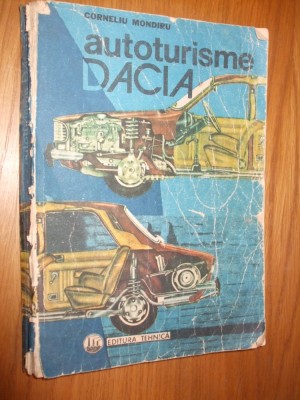 CORNELIU MONDIRU
autoturisme
DACIA
EDITURA TEHNICĂ